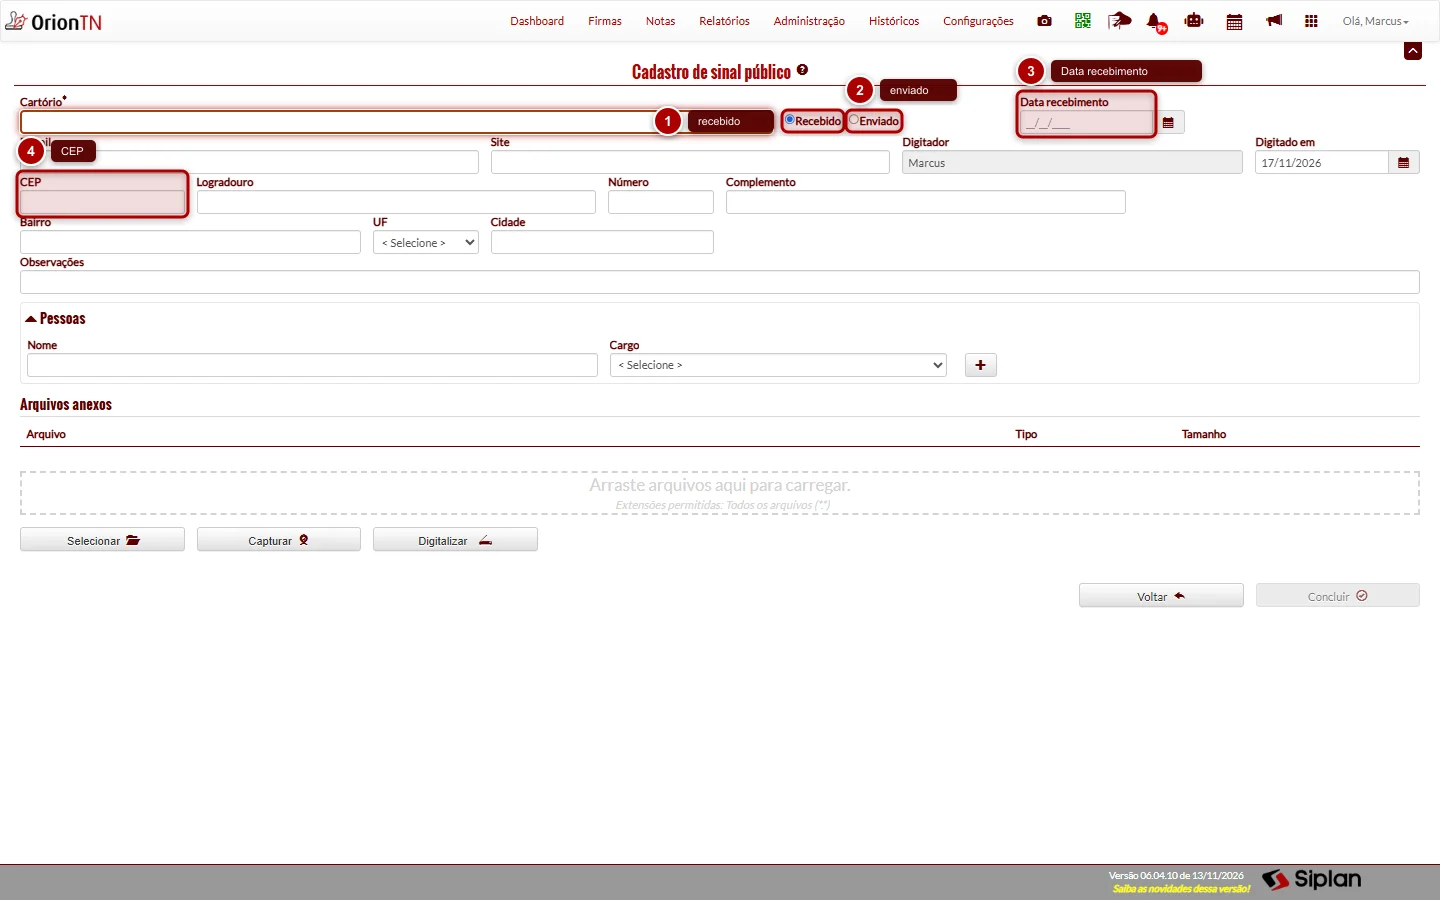 OrionTN
Dashboard Firmas Notas Relatórios Administração Históricos Configurações 9+ Olá, Marcus
Cadastro de sinal público ?
3 Data recebimento
2 enviado
Cartório*
Data recebimento
1 recebido
Recebido Enviado
__/__/____
Site Digitador Digitado em
4 CEP
Marcus 17/11/2026
CEP Logradouro Número Complemento
Bairro UF Cidade
< Selecione >
Observações
Pessoas
Nome Cargo
< Selecione >
Arquivos anexos
Arquivo Tipo Tamanho
Arraste arquivos aqui para carregar.
Extensões permitidas: Todos os arquivos (*.*)
Selecionar Capturar Digitalizar
Voltar Concluir
Versão 06.04.10 de 13/11/2026
Saiba as novidades dessa versão!
Siplan